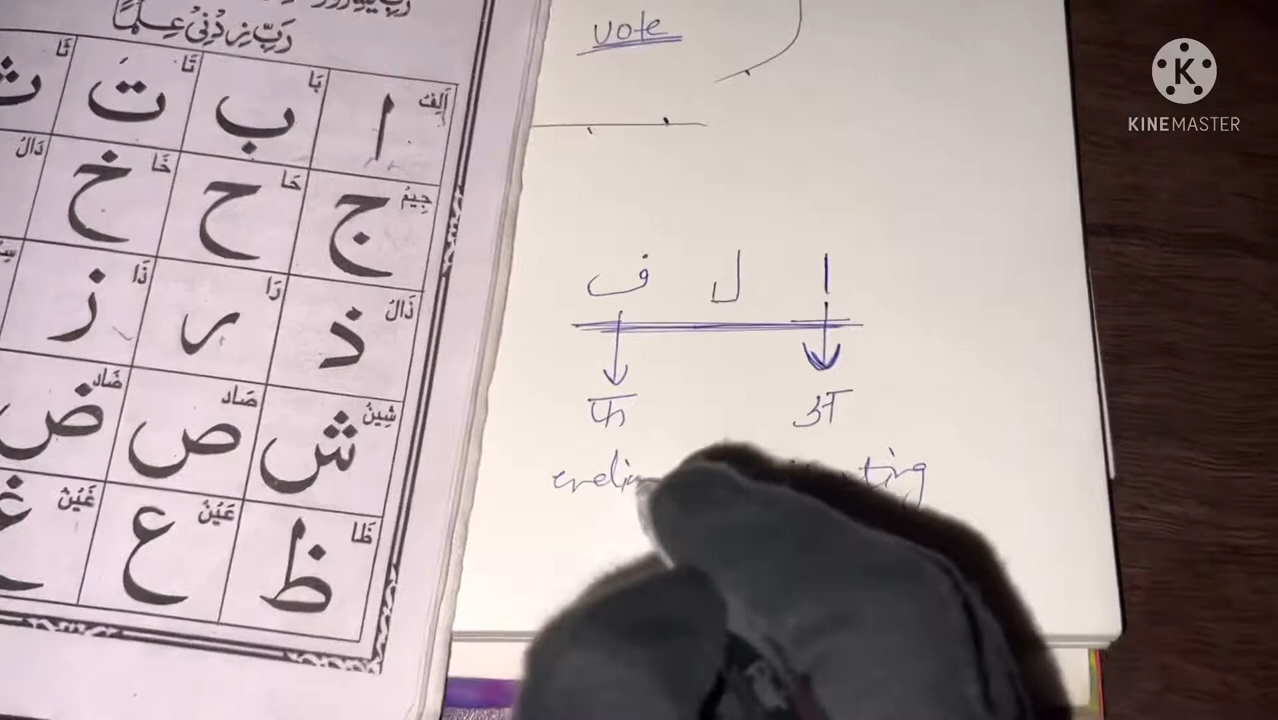 رَبِّ زِدْنِیْ عِلْمًا
اَلِفْ بَا تَا ثَا
ا ب ت ث
جِیْمْ حَا خَا دَالْ
ج ح خ
ذَالْ رَا زَا
ذ ر ز
شِیْنْ صَادْ ضَادْ
ش ص ض
ظَا عَیْنْ غَیْنْ
ظ ع غ
vote
ا ل ف
फ अ
KINEMASTER